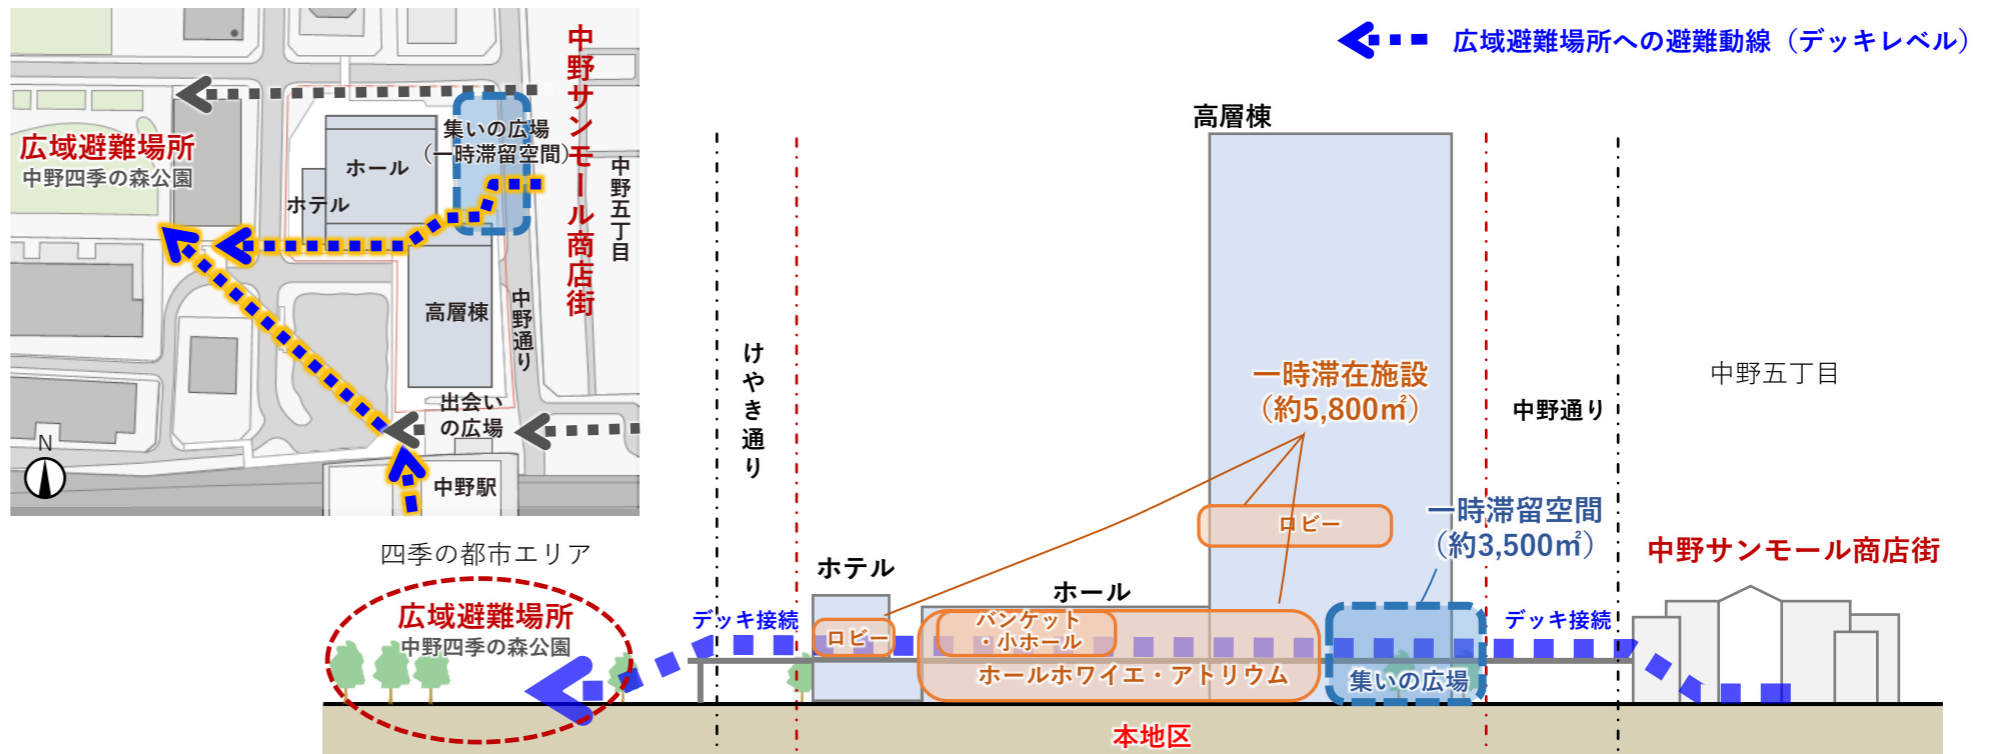 広域避難場所への避難動線（デッキレベル）
中野サンモール商店街
集いの広場
（一時滞留空間）
広域避難場所
中野四季の森公園
ホール
ホテル
中野五丁目
高層棟
中野通り
出会い
の広場
N
中野駅
高層棟
けやき通り
一時滞在施設
（約5,800㎡）
中野五丁目
中野通り
ロビー
一時滞留空間
（約3,500㎡）
四季の都市エリア
中野サンモール商店街
ホテル
ホール
広域避難場所
中野四季の森公園
デッキ接続
ロビー
バンケット
・小ホール
デッキ接続
ホールホワイエ・アトリウム
集いの広場
本地区